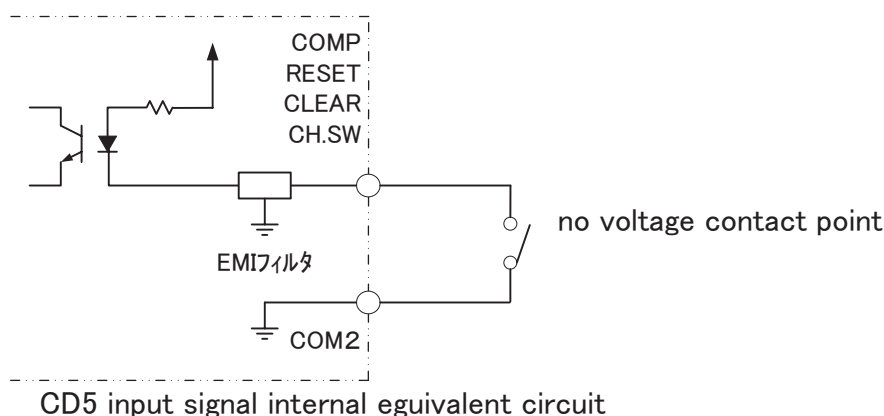 COMP
RESET
CLEAR
CH.SW
no voltage contact point
EMIフィルタ
COM2
CD5 input signal internal eguivalent circuit